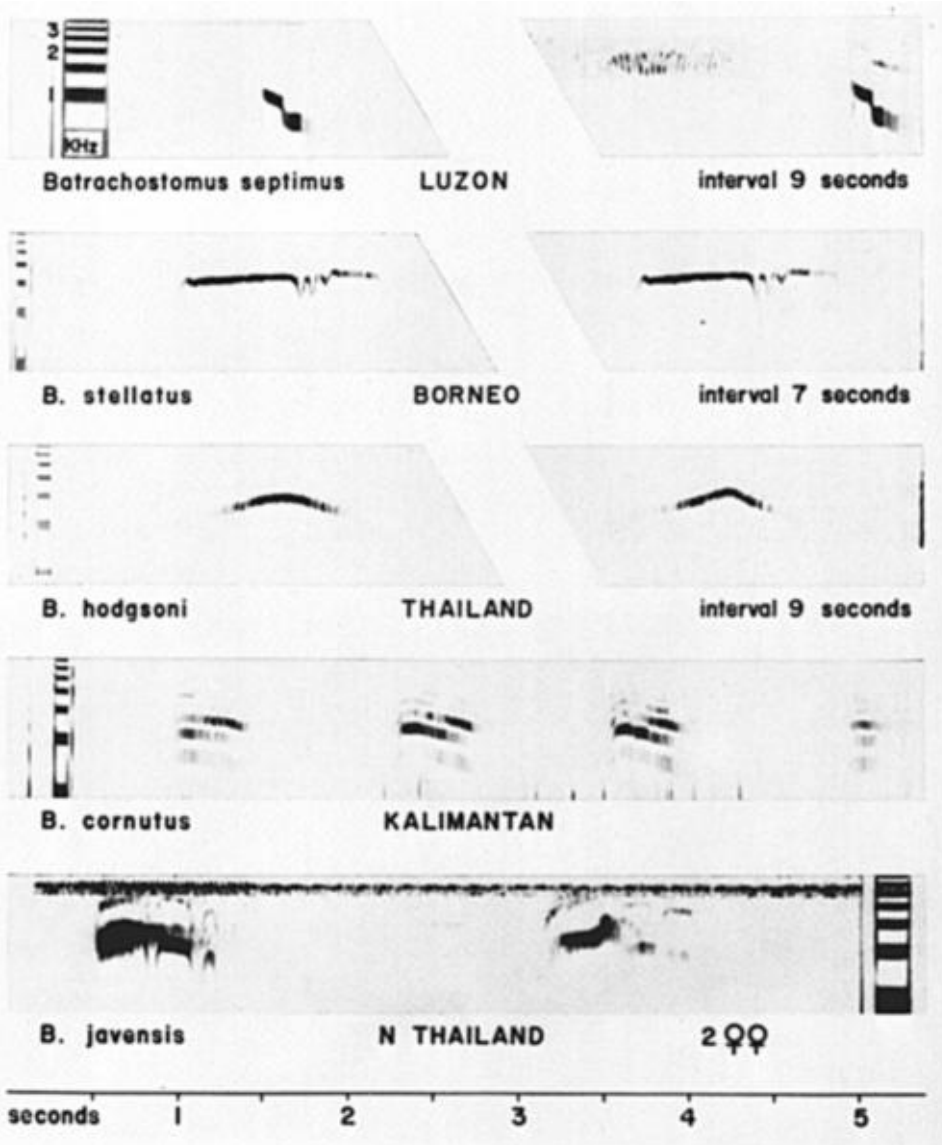 3
2
1
KHz
Batrachostomus septimus LUZON interval 9 seconds
B. stellatus BORNEO interval 7 seconds
B. hodgsoni THAILAND interval 9 seconds
B. cornutus KALIMANTAN
B. javensis N THAILAND 2♀♀
seconds 1 2 3 4 5